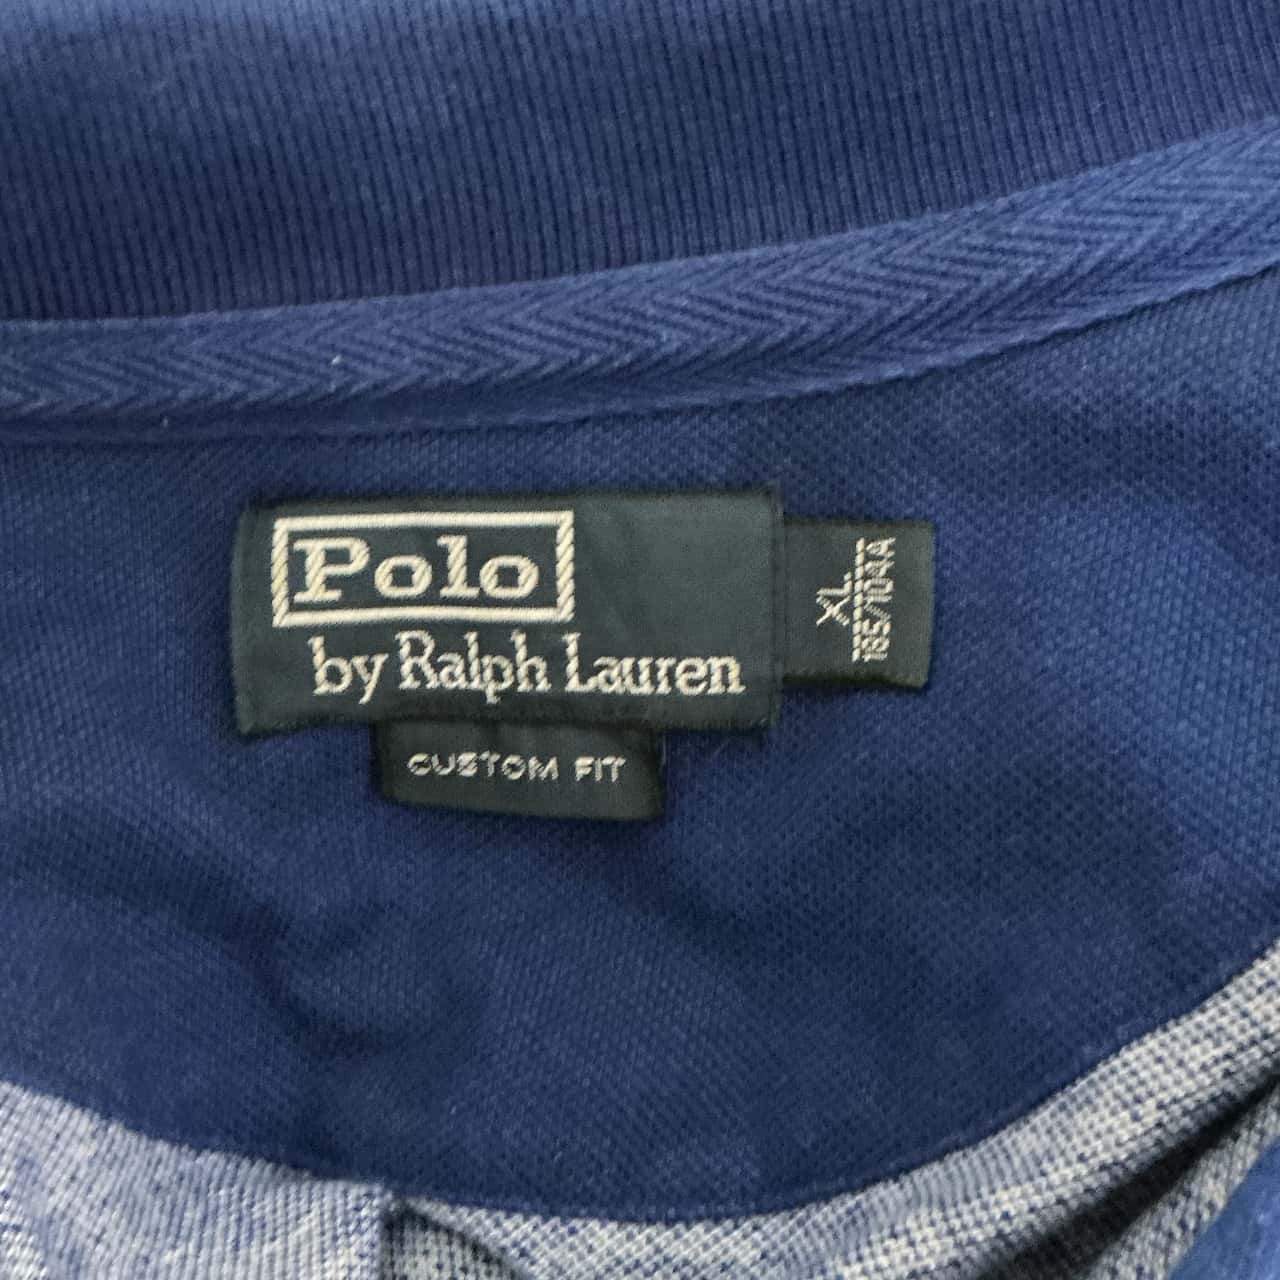 Polo
by Ralph Lauren
CUSTOM FIT
XL
185/104A